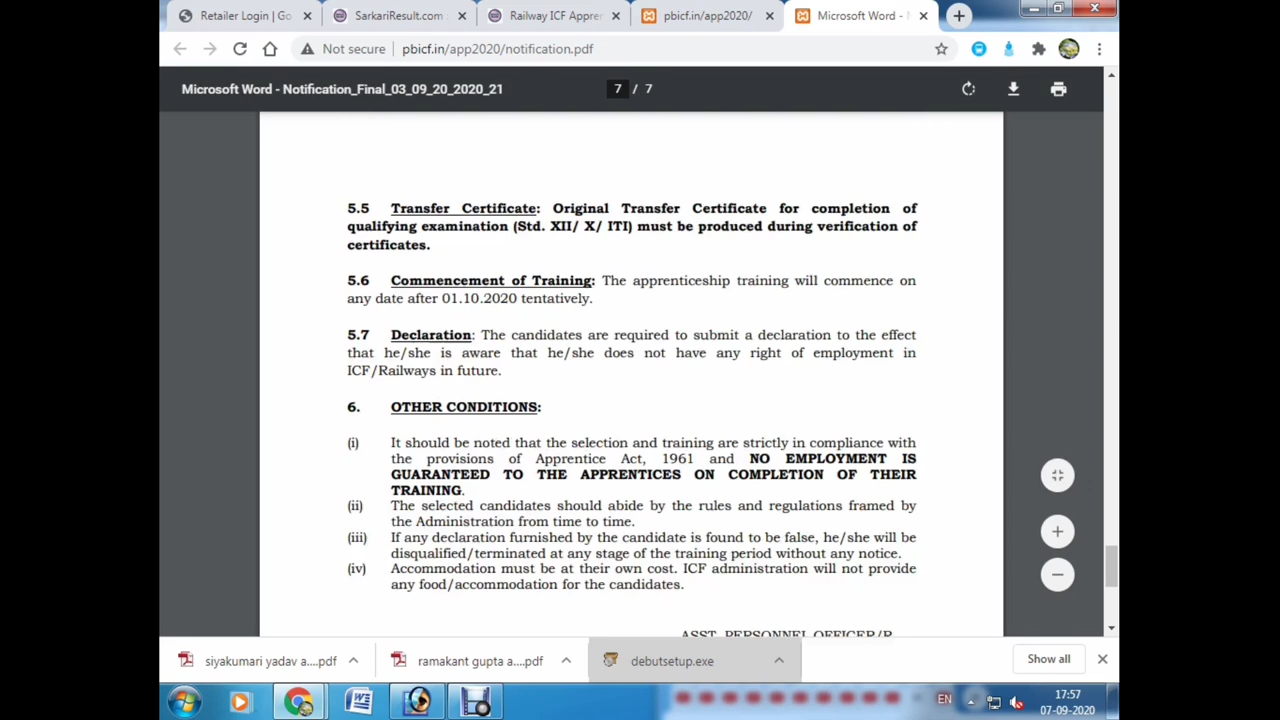 Retailer Login | Go
SarkariResult.com :
Railway ICF Appren
pbicf.in/app2020/
Microsoft Word - N
Not secure | pbicf.in/app2020/notification.pdf
Microsoft Word - Notification_Final_03_09_20_2020_21
7 / 7
5.5 Transfer Certificate: Original Transfer Certificate for completion of
qualifying examination (Std. XII/ X/ ITI) must be produced during verification of
certificates.
5.6 Commencement of Training: The apprenticeship training will commence on
any date after 01.10.2020 tentatively.
5.7 Declaration: The candidates are required to submit a declaration to the effect
that he/she is aware that he/she does not have any right of employment in
ICF/Railways in future.
6. OTHER CONDITIONS:
(i) It should be noted that the selection and training are strictly in compliance with
the provisions of Apprentice Act, 1961 and NO EMPLOYMENT IS
GUARANTEED TO THE APPRENTICES ON COMPLETION OF THEIR
TRAINING.
(ii) The selected candidates should abide by the rules and regulations framed by
the Administration from time to time.
(iii) If any declaration furnished by the candidate is found to be false, he/she will be
disqualified/terminated at any stage of the training period without any notice.
(iv) Accommodation must be at their own cost. ICF administration will not provide
any food/accommodation for the candidates.
ASST. PERSONNEL OFFICER/R
siyakumari yadav a....pdf
ramakant gupta a....pdf
debutsetup.exe
Show all
EN
17:57
07-09-2020